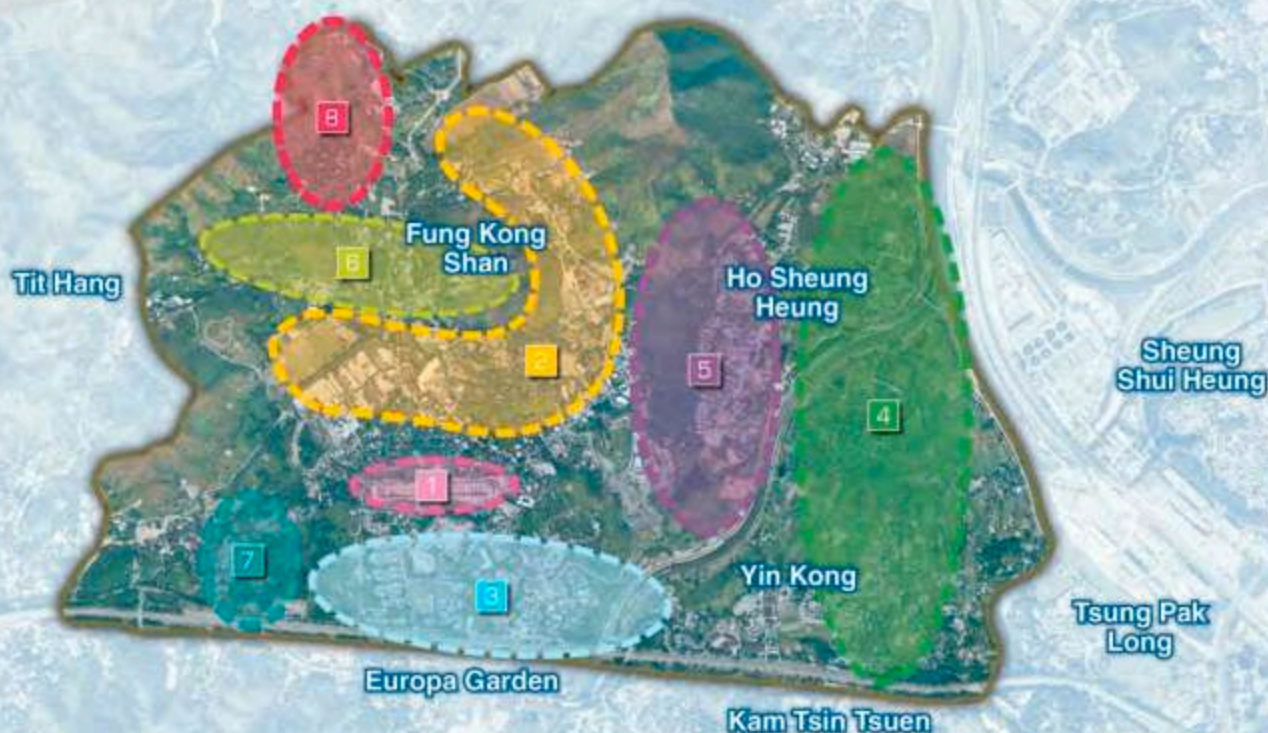 8
Fung Kong
Shan
6
Tit Hang
Ho Sheung
Heung
2
5
4
Sheung
Shui Heung
1
7
3
Yin Kong
Tsung Pak
Long
Europa Garden
Kam Tsin Tsuen